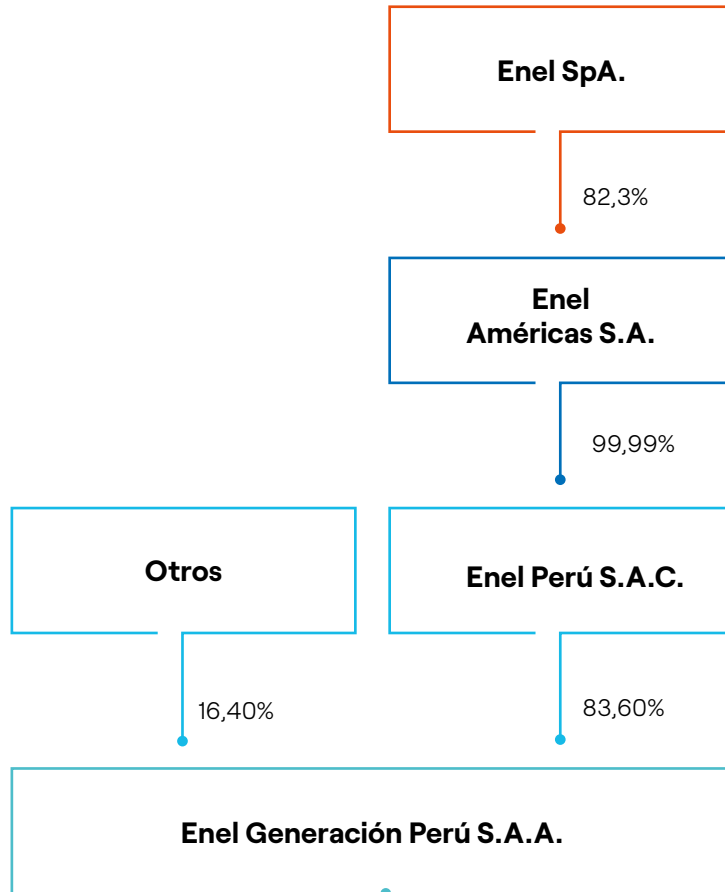 Enel SpA.
82,3%
Enel
Américas S.A.
99,99%
Otros
Enel Perú S.A.C.
16,40%
83,60%
Enel Generación Perú S.A.A.